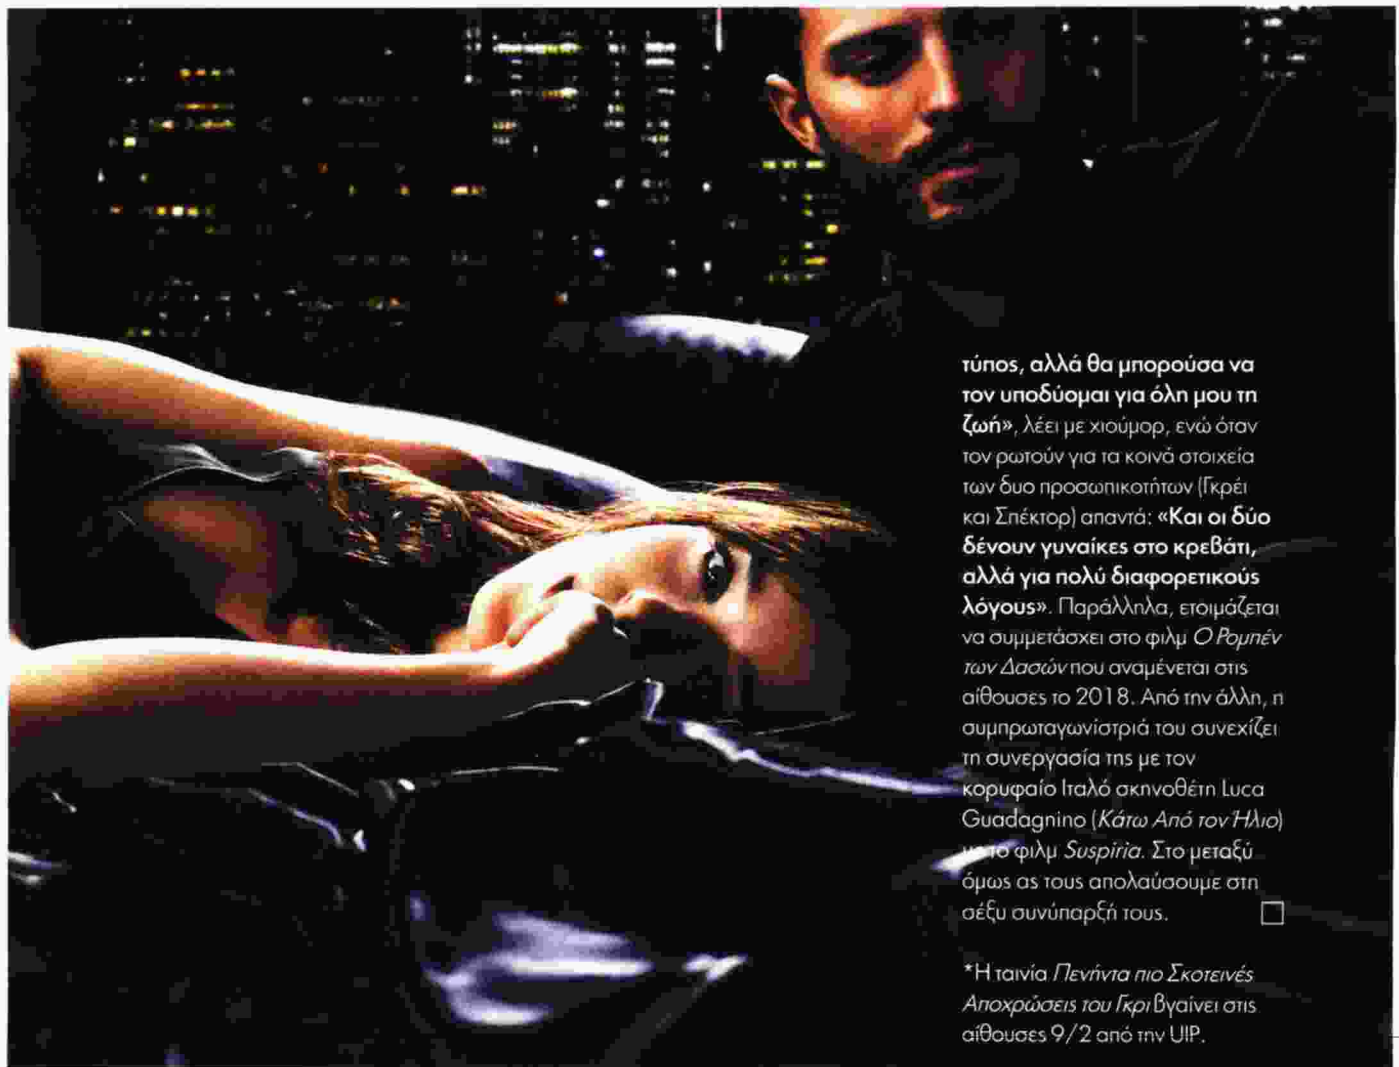 τύπος, αλλά θα μπορούσα να
τον υποδύομαι για όλη μου τη
ζωή», λέει με χιούμορ, ενώ όταν
τον ρωτούν για τα κοινά στοιχεία
των δυο προσωπικοτήτων (Γκρέι
και Σπέκτορ) απαντά: «Και οι δύο
δένουν γυναίκες στο κρεβάτι,
αλλά για πολύ διαφορετικούς
λόγους». Παράλληλα, ετοιμάζεται
να συμμετάσχει στο φιλμ Ο Ρομπέν
των Δασών που αναμένεται στις
αίθουσες το 2018. Από την άλλη, η
συμπρωταγωνίστριά του συνεχίζει
τη συνεργασία της με τον
κορυφαίο Ιταλό σκηνοθέτη Luca
Guadagnino (Κάτω Από τον Ήλιο)
με το φιλμ Suspiria. Στο μεταξύ
όμως ας τους απολαύσουμε στη
σέξυ συνύπαρξή τους.
*Η ταινία Πενήντα πιο Σκοτεινές
Αποχρώσεις του Γκρι βγαίνει στις
αίθουσες 9/2 από την UIP.